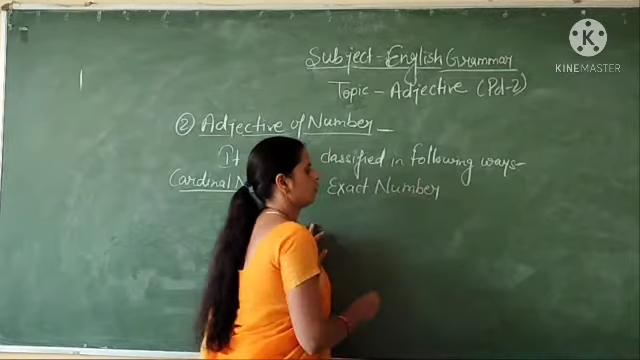 KINEMASTER
Subject - English Grammar
Topic - Adjective (Pd-2)
② Adjective of Number -
It classified in following ways-
Cardinal N Exact Number